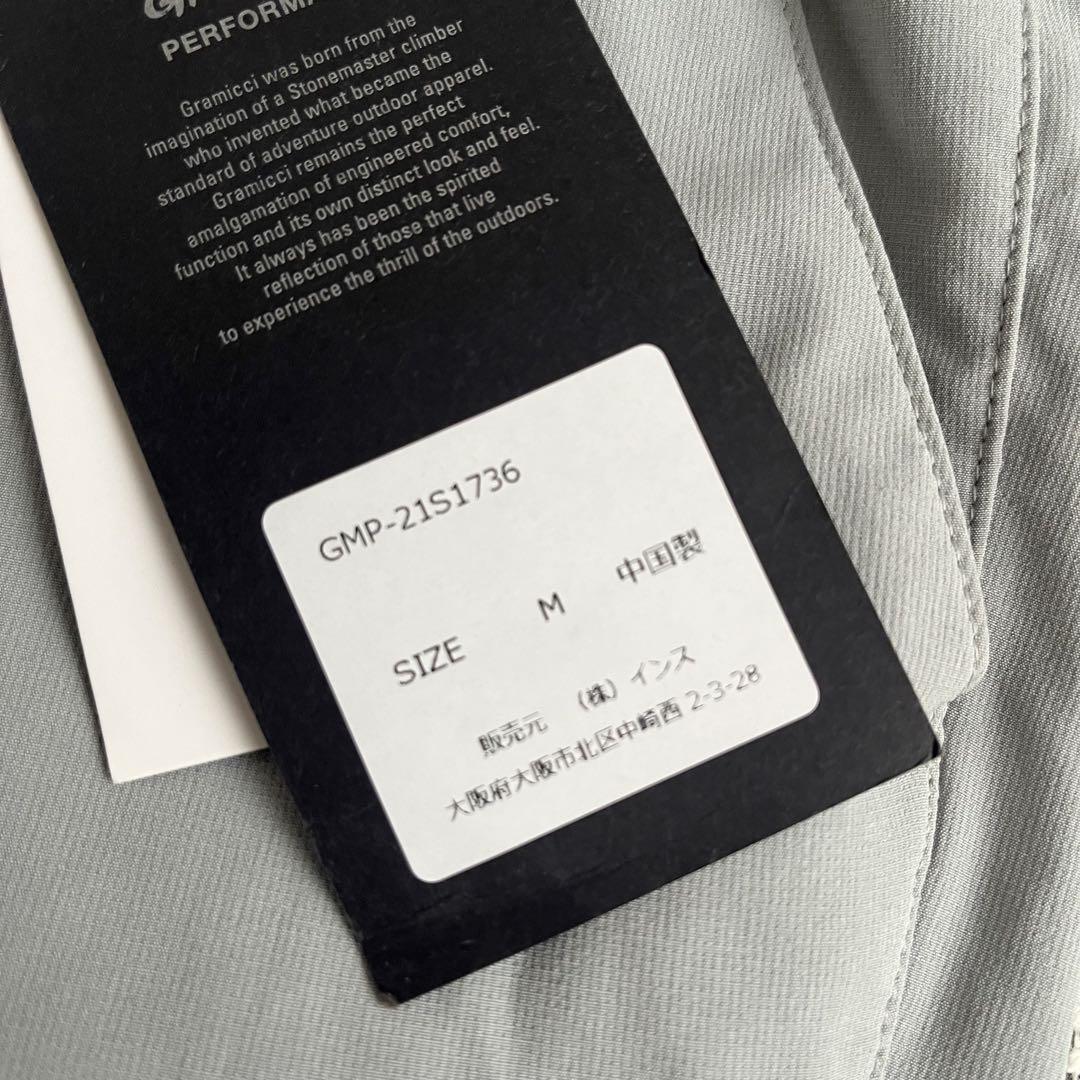 PERFORMA
Gramicci was born from the
imagination of a Stonemaster climber
who invented what became the
standard of adventure outdoor apparel.
Gramicci remains the perfect
amalgamation of engineered comfort,
function and its own distinct look and feel.
It always has been the spirited
reflection of those that live
to experience the thrill of the outdoors.
GMP-21S1736
SIZE M 中国製
販売元 （株）インス
大阪府大阪市北区中崎西 2-3-28